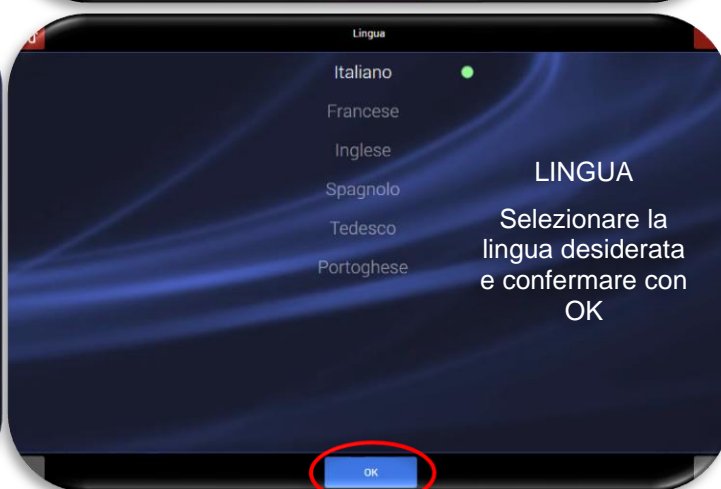 Lingua
Italiano
Francese
Inglese
Spagnolo
Tedesco
Portoghese
LINGUA
Selezionare la
lingua desiderata
e confermare con
OK
OK